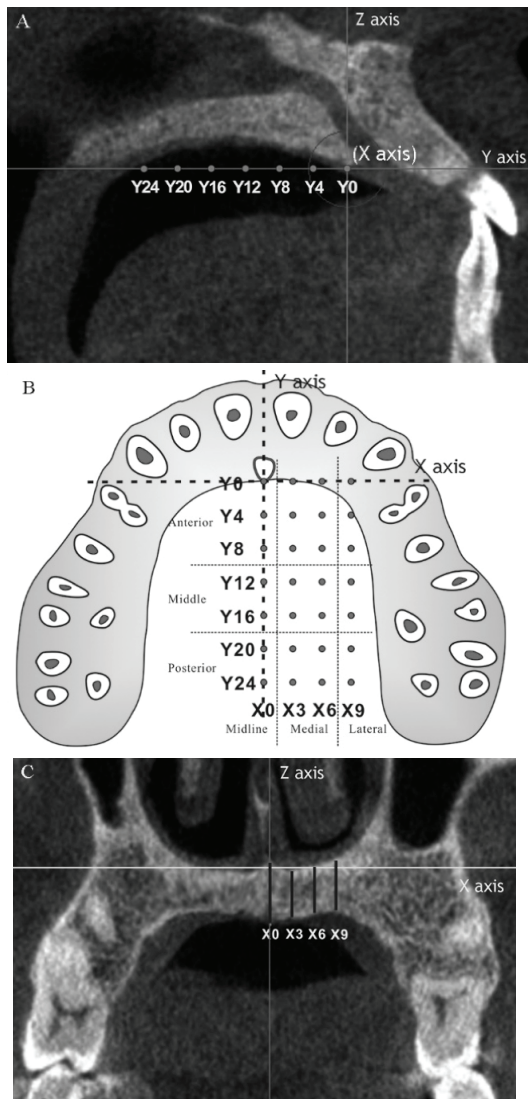 A
Z axis
(X axis)
Y axis
Y24 Y20 Y16 Y12 Y8 Y4 Y0
B
Y axis
X axis
Y0
Anterior
Y4
Y8
Y12
Middle
Y16
Y20
Posterior
Y24
X0 X3 X6 X9
Midline Medial Lateral
C
Z axis
X axis
X0 X3 X6 X9